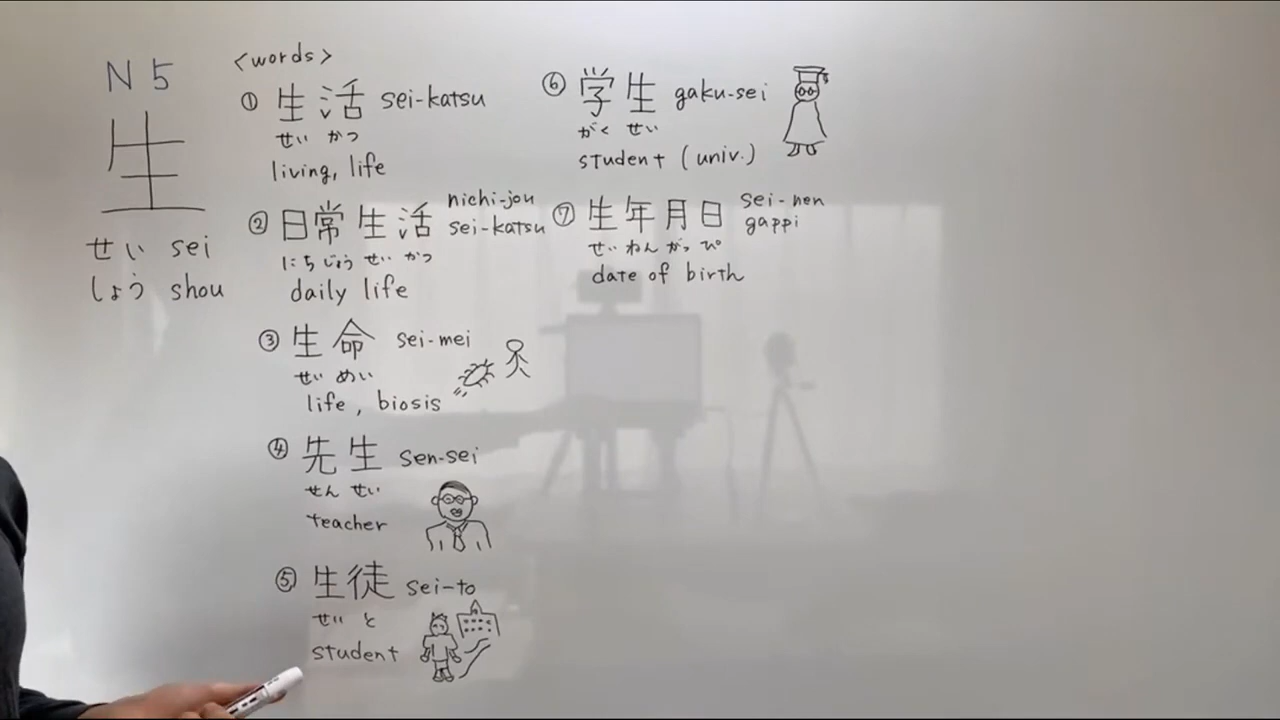 N5
生
せい sei
しょう shou
<words>
① 生活 sei-katsu
せい かつ
living, life
② 日常生活 nichi-jou sei-katsu
にち じょう せい かつ
daily life
③ 生命 sei-mei
せい めい
life, biosis
④ 先生 sen-sei
せん せい
teacher
⑤ 生徒 sei-to
せい と
student
⑥ 学生 gaku-sei
がく せい
student (univ.)
⑦ 生年月日 sei-nen gappi
せい ねん がっ ぴ
date of birth